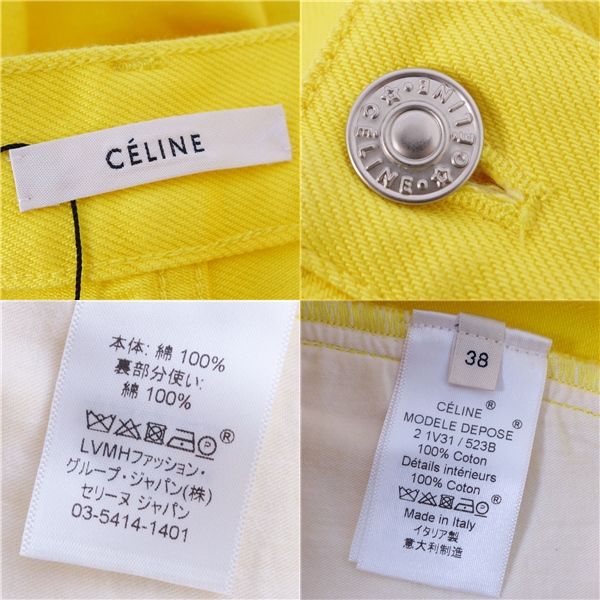 CÉLINE
CÉLINE CÉLINE
本体: 綿 100%
裏部分使い:
綿 100%
®
LVMHファッション・
グループ・ジャパン(株)
セリーヌ ジャパン
03-5414-1401
38
CÉLINE®
MODELE DEPOSE®
2 1V31 / 523B
100% Coton
Détails intérieurs
100% Coton
®
Made in Italy
イタリア製
意大利制造